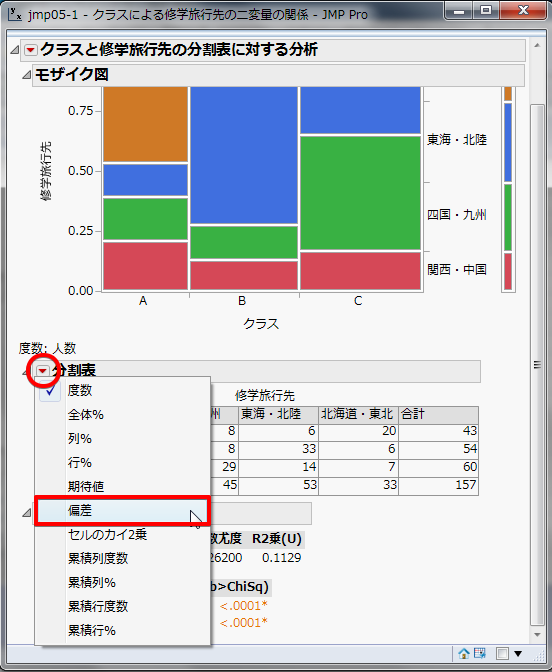 jmp05-1 - クラスによる修学旅行先の二変量の関係 - JMP Pro
クラスと修学旅行先の分割表に対する分析
モザイク図
0.75
0.50
0.25
0.00
修学旅行先
東海・北陸
四国・九州
関西・中国
A B C
クラス
度数: 人数
分割表
度数
全体%
列%
行%
期待値
偏差
セルのカイ2乗
累積列度数
累積列%
累積行度数
累積行%
修学旅行先
州 東海・北陸 北海道・東北 合計
8 6 20 43
8 33 6 54
29 14 7 60
45 53 33 157
数尤度 R2乗(U)
26200 0.1129
b>ChiSq)
<.0001*
<.0001*